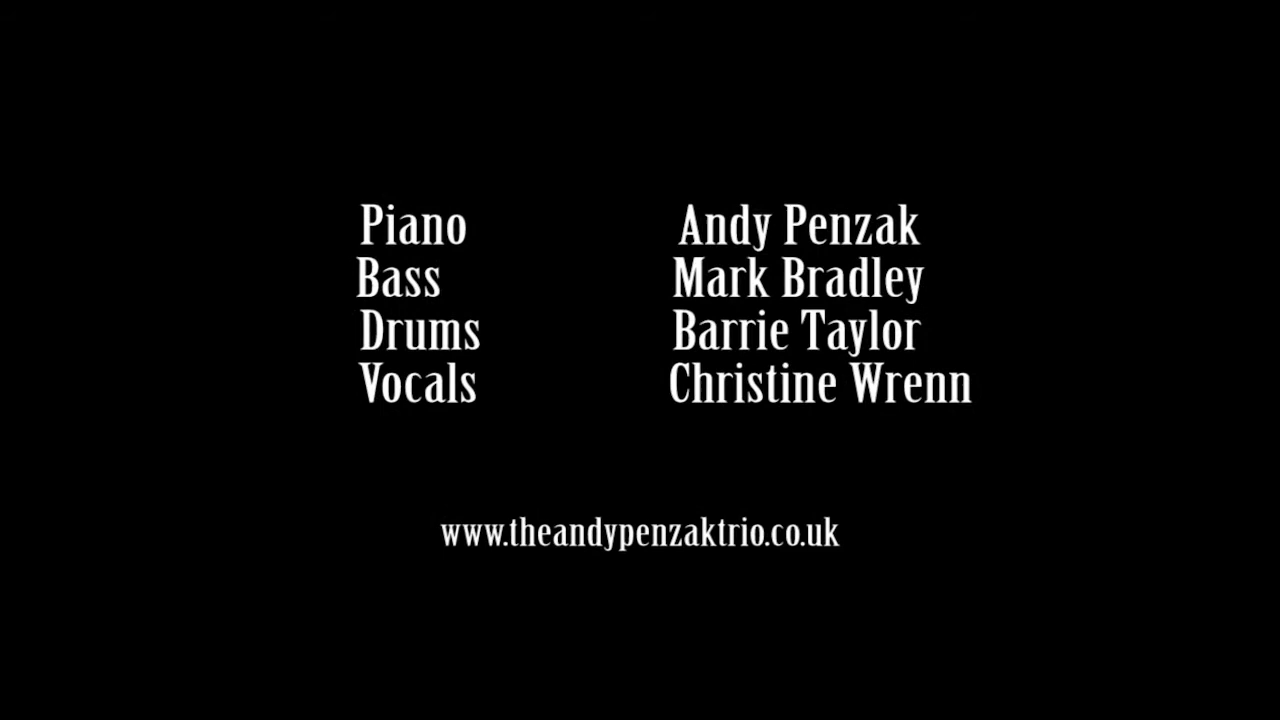 Piano Andy Penzak
Bass Mark Bradley
Drums Barrie Taylor
Vocals Christine Wrenn
www.theandypenzaktrio.co.uk